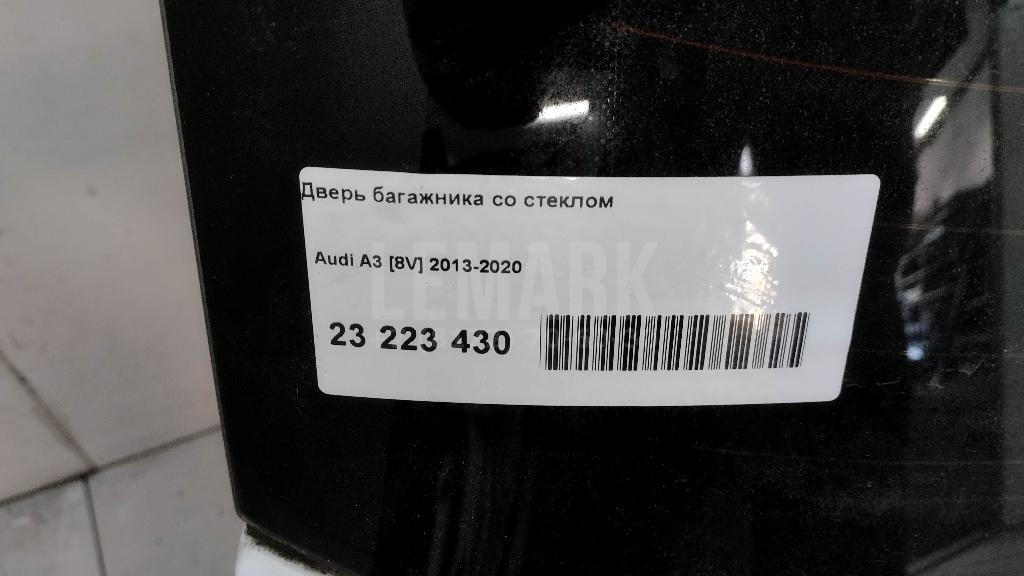 Дверь багажника со стеклом
Audi A3 [8V] 2013-2020
LEMARK
23 223 430